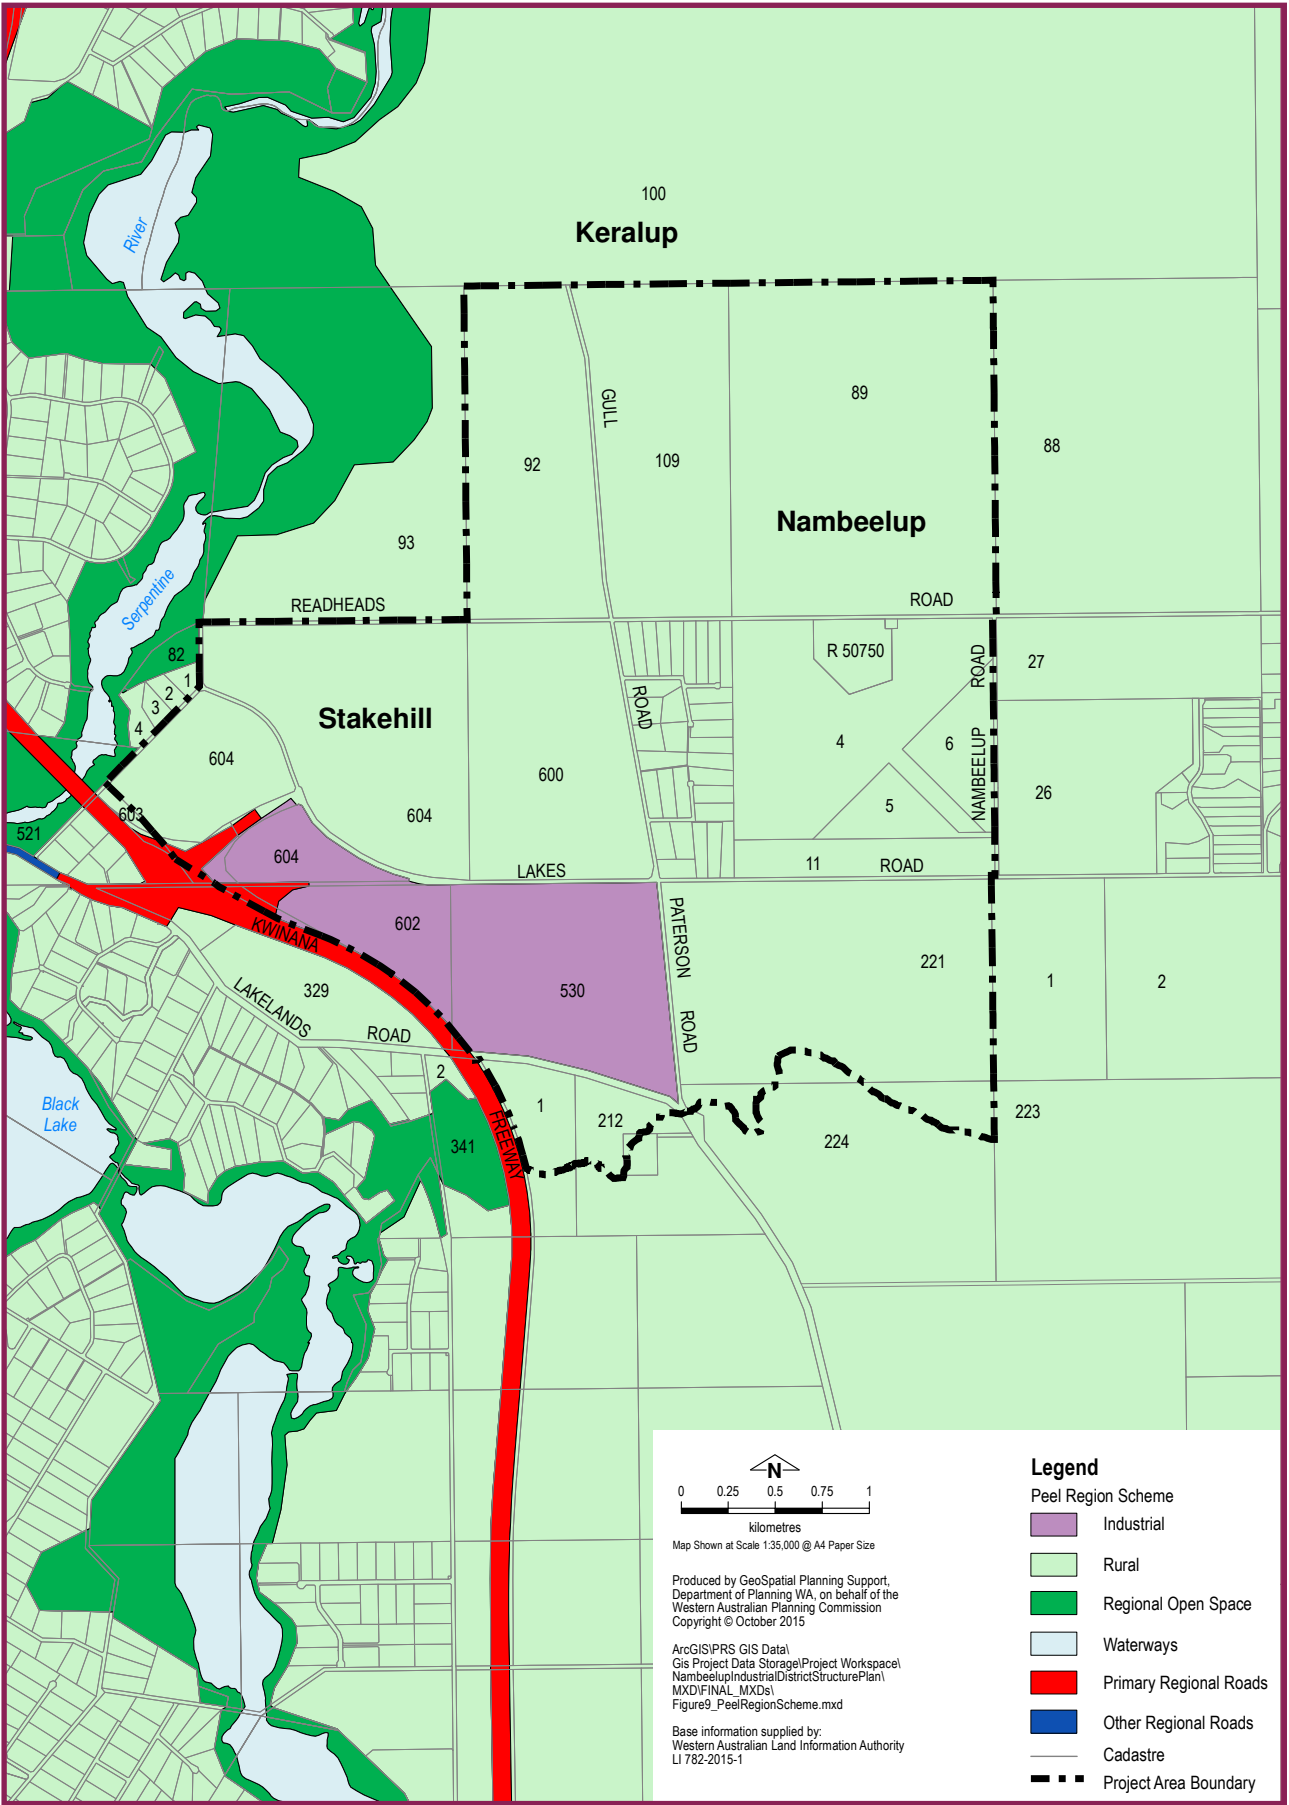 100
Keralup
River
GULL
89
88
92
109
Nambeelup
93
Serpentine
READHEADS
ROAD
82
R 50750
27
1
2
3
4
ROAD
ROAD
Stakehill
604
600
4
6
NAMBEELUP
26
5
603
604
521
604
LAKES
11
ROAD
602
PATERSON
KWINANA
221
1
2
329
530
LAKELANDS
ROAD
ROAD
2
Black
Lake
1
212
223
341
FREEWAY
224
N
0 0.25 0.5 0.75 1
kilometres
Map Shown at Scale 1:35,000 @ A4 Paper Size
Produced by GeoSpatial Planning Support,
Department of Planning WA, on behalf of the
Western Australian Planning Commission
Copyright © October 2015
ArcGIS\PRS GIS Data\
Gis Project Data Storage\Project Workspace\
NambeelupIndustrialDistrictStructurePlan\
MXD\FINAL_MXDs\
Figure9_PeelRegionScheme.mxd
Base information supplied by:
Western Australian Land Information Authority
LI 782-2015-1
Legend
Peel Region Scheme
Industrial
Rural
Regional Open Space
Waterways
Primary Regional Roads
Other Regional Roads
Cadastre
Project Area Boundary